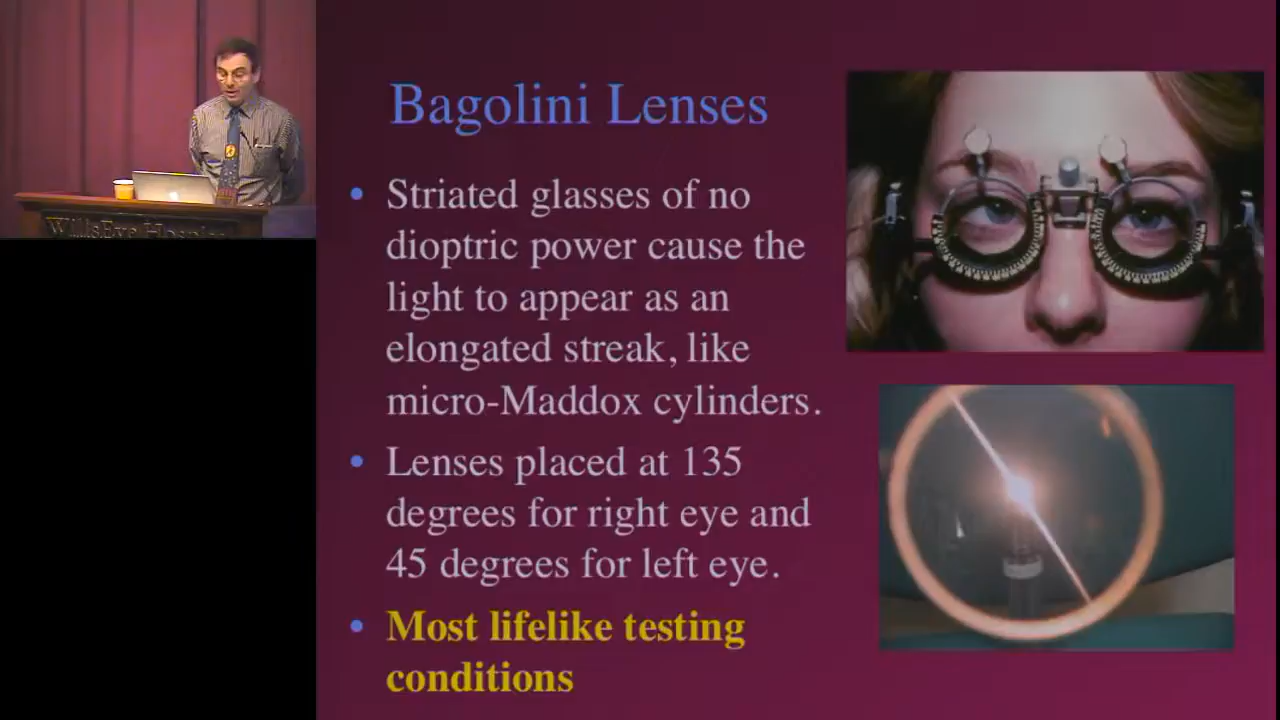 Bagolini Lenses
• Striated glasses of no
dioptric power cause the
light to appear as an
elongated streak, like
micro-Maddox cylinders.
• Lenses placed at 135
degrees for right eye and
45 degrees for left eye.
• Most lifelike testing
conditions
WillsEye Hospital